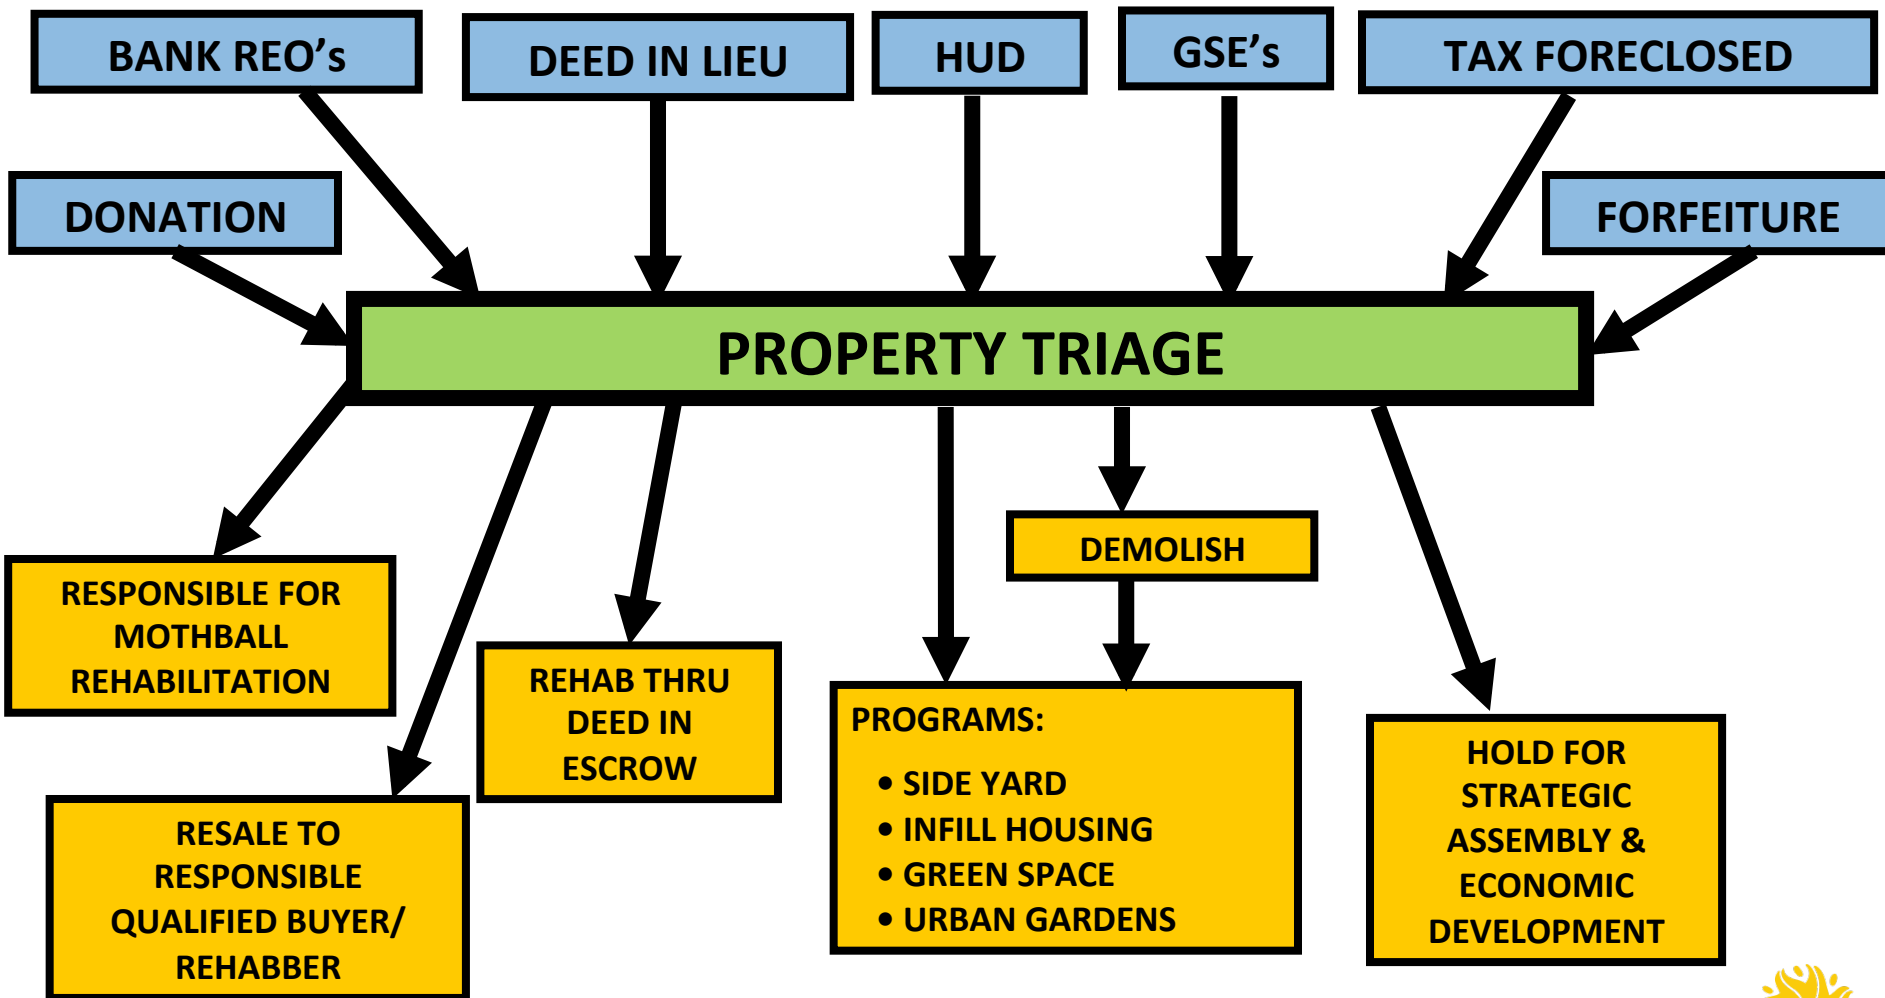 BANK REO's
DEED IN LIEU
HUD
GSE's
TAX FORECLOSED
DONATION
FORFEITURE
PROPERTY TRIAGE
RESPONSIBLE FOR
MOTHBALL
REHABILITATION
RESALE TO
RESPONSIBLE
QUALIFIED BUYER/
REHABBER
REHAB THRU
DEED IN
ESCROW
DEMOLISH
PROGRAMS:
• SIDE YARD
• INFILL HOUSING
• GREEN SPACE
• URBAN GARDENS
HOLD FOR
STRATEGIC
ASSEMBLY &
ECONOMIC
DEVELOPMENT